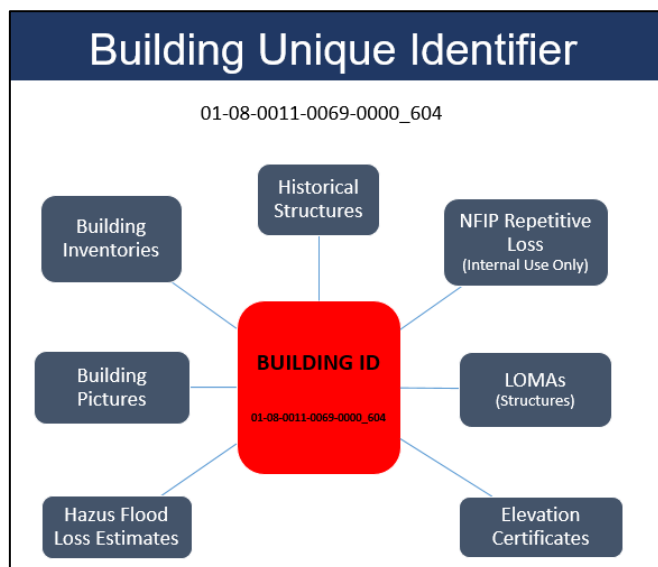 Building Unique Identifier
01-08-0011-0069-0000_604
Historical
Structures
Building
Inventories
NFIP Repetitive
Loss
(Internal Use Only)
BUILDING ID
01-08-0011-0069-0000_604
Building
Pictures
LOMAs
(Structures)
Hazus Flood
Loss Estimates
Elevation
Certificates